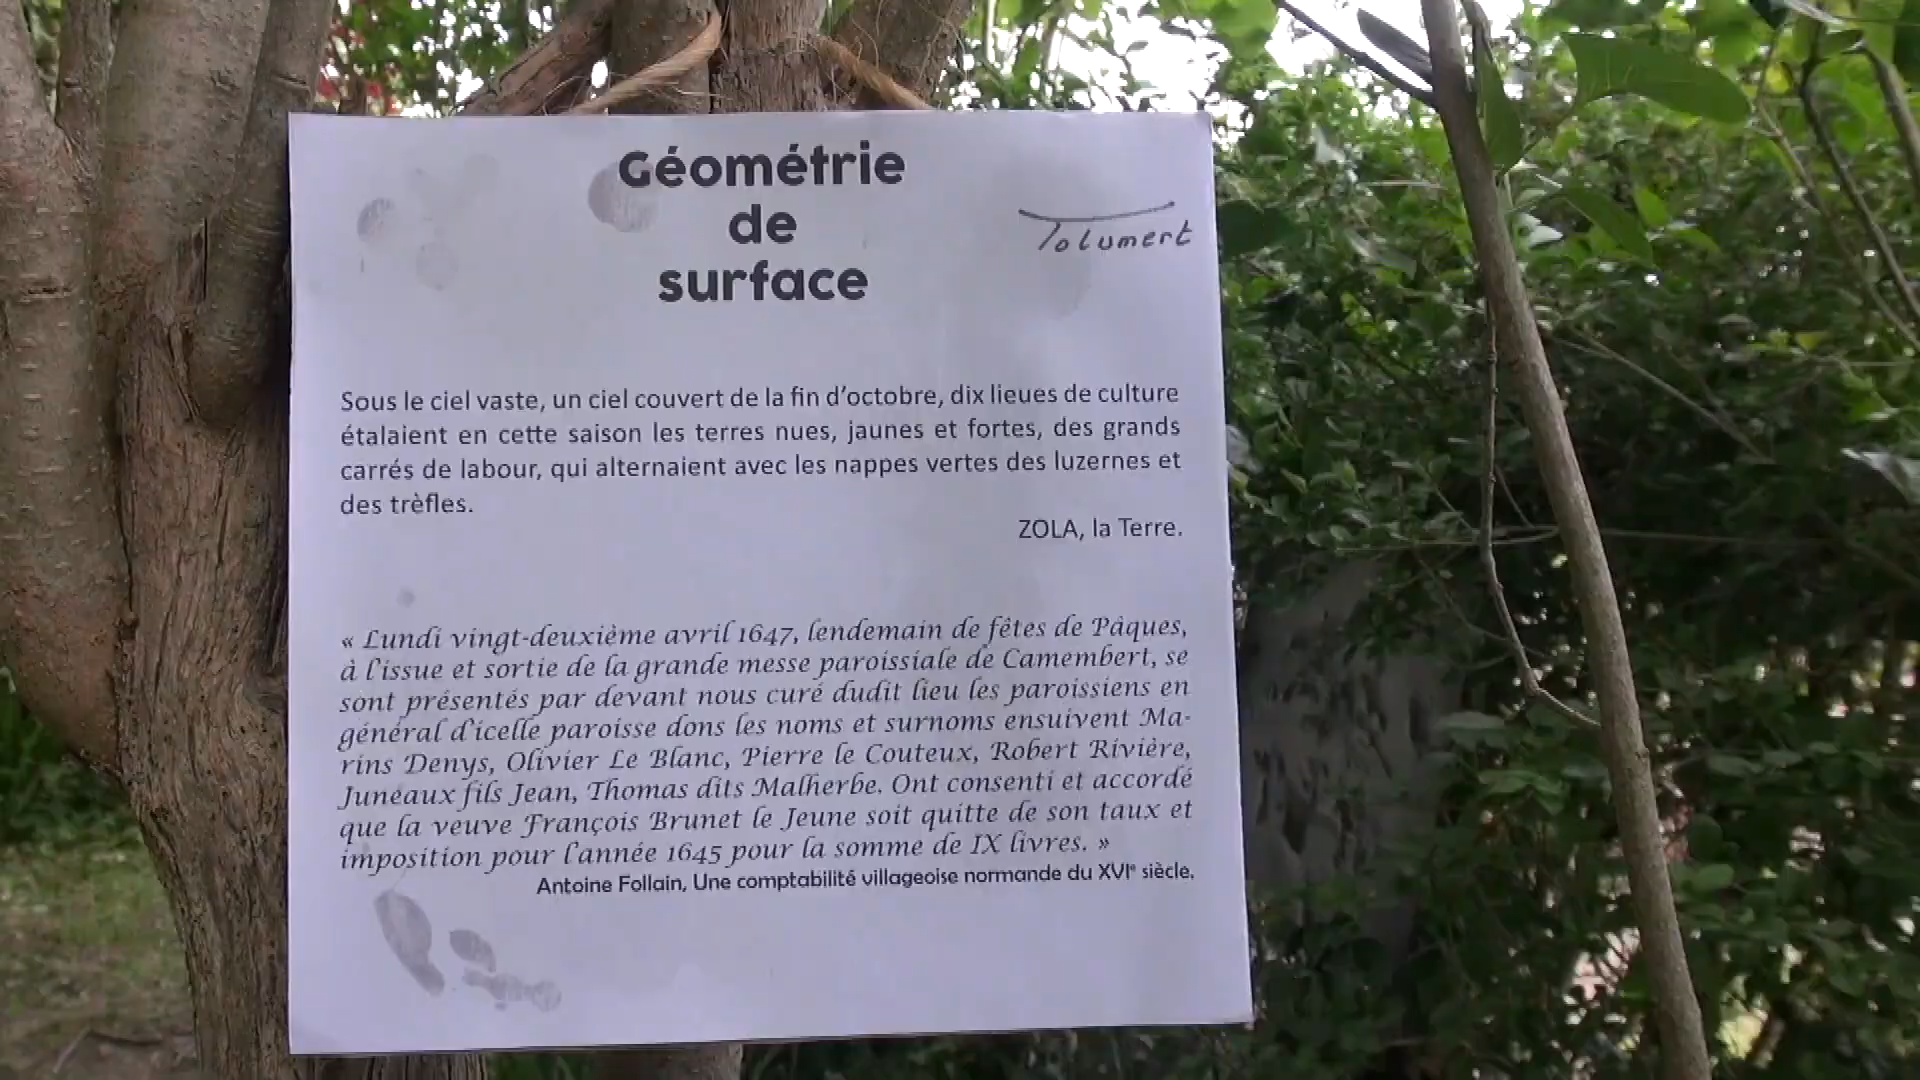 Géométrie
de
surface
Tolumert
Sous le ciel vaste, un ciel couvert de la fin d’octobre, dix lieues de culture
étalaient en cette saison les terres nues, jaunes et fortes, des grands
carrés de labour, qui alternaient avec les nappes vertes des luzernes et
des trèfles.
ZOLA, la Terre.
« Lundi vingt-deuxième avril 1647, lendemain de fêtes de Pâques,
à l’issue et sortie de la grande messe paroissiale de Camembert, se
sont présentés par devant nous curé dudit lieu les paroissiens en
général d’icelle paroisse dons les noms et surnoms ensuivent Ma-
rins Denys, Olivier Le Blanc, Pierre le Couteux, Robert Rivière,
Juneaux fils Jean, Thomas dits Malherbe. Ont consenti et accordé
que la veuve François Brunet le Jeune soit quitte de son taux et
imposition pour l’année 1645 pour la somme de IX livres. »
Antoine Follain, Une comptabilité villageoise normande du XVIe siècle.